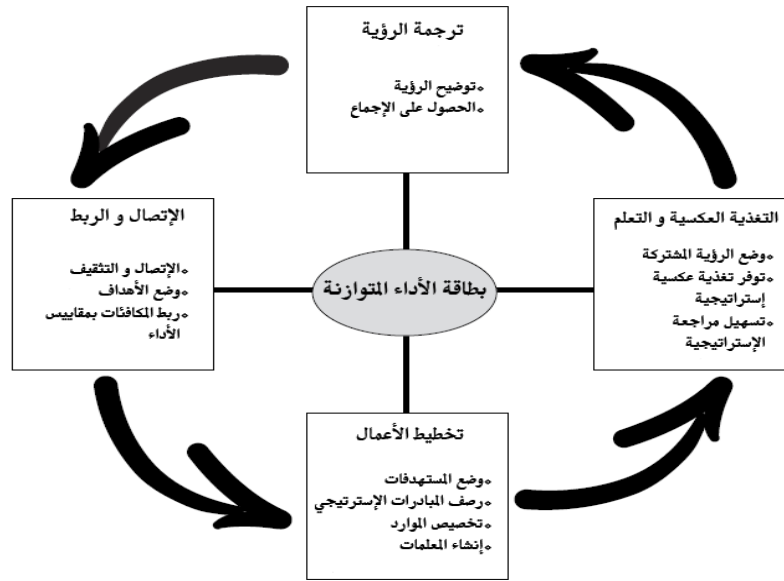 ترجمة الرؤية
•توضيح الرؤية
•الحصول على الإجماع
الإتصال و الربط
•الإتصال و التثقيف
•وضع الأهداف
•ربط المكافئات بمقاييس
الأداء
بطاقة الأداء المتوازنة
التغذية العكسية و التعلم
•وضع الرؤية المشتركة
•توفر تغذية عكسية
إستراتيجية
•تسهيل مراجعة
الإستراتيجية
تخطيط الأعمال
•وضع المستهدفات
•رصف المبادرات الإسترتيجي
•تخصيص الموارد
•إنشاء المعلمات